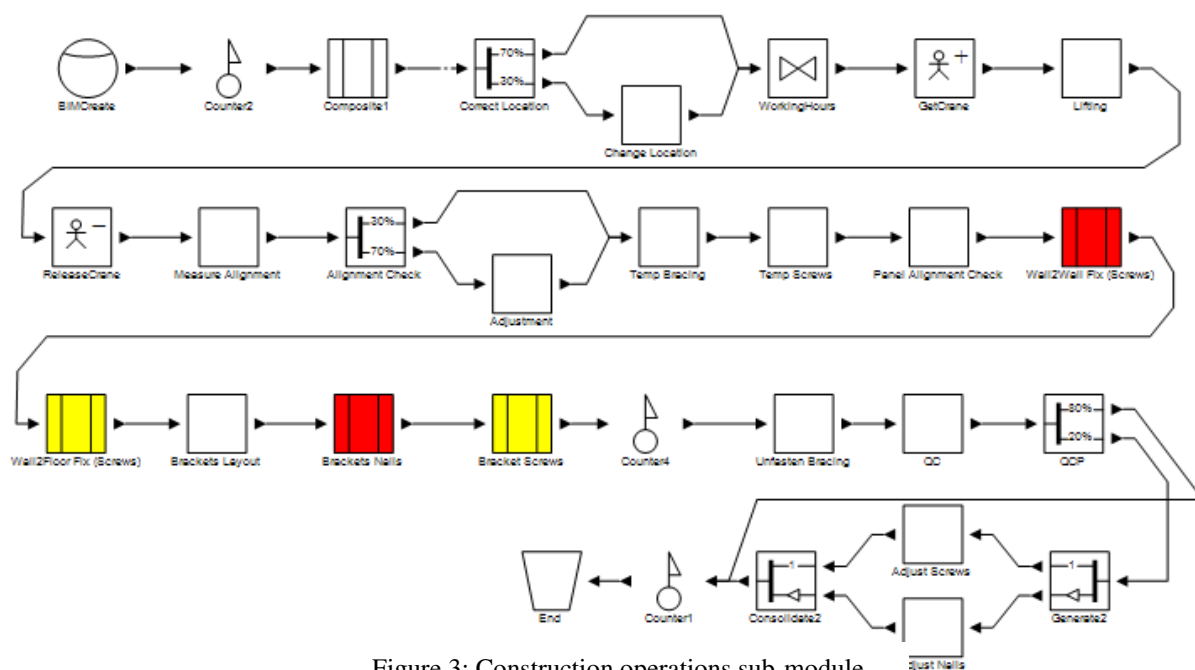 70%
30%
BIMCreate
Counter2
Composite1
Correct Location
WorkingHours
GetCrane
Lifting
Change Location
30%
70%
ReleaseCrane
Measure Alignment
Alignment Check
Temp Bracing
Temp Screws
Panel Alignment Check
Wall2Wall Fix (Screws)
Adjustment
80%
20%
Wall2Floor Fix (Screws)
Brackets Layout
Brackets Nails
Bracket Screws
Counter4
Unfasten Bracing
QC
QCP
1
Adjust Screws
1
End
Counter1
Consolidate2
Generate2
djust Nails
Figure 3: Construction operations sub-module